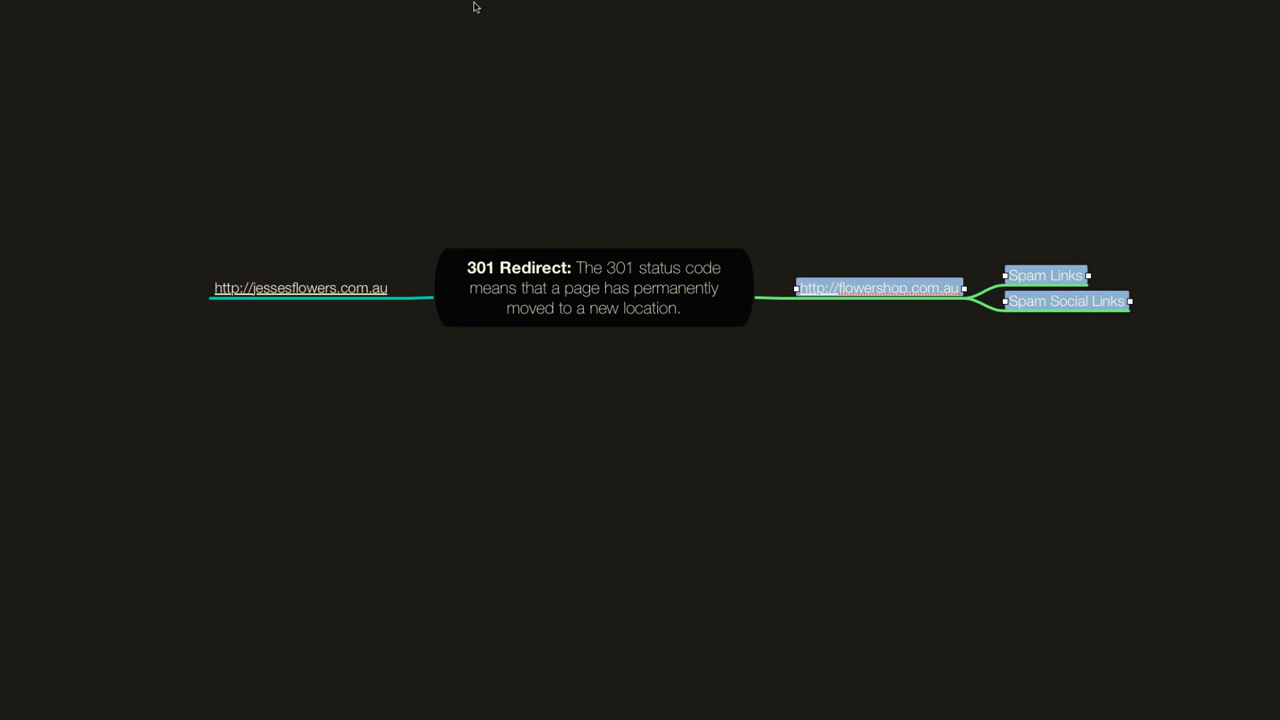 http://jessesflowers.com.au
301 Redirect: The 301 status code
means that a page has permanently
moved to a new location.
http://flowershop.com.au
Spam Links
Spam Social Links